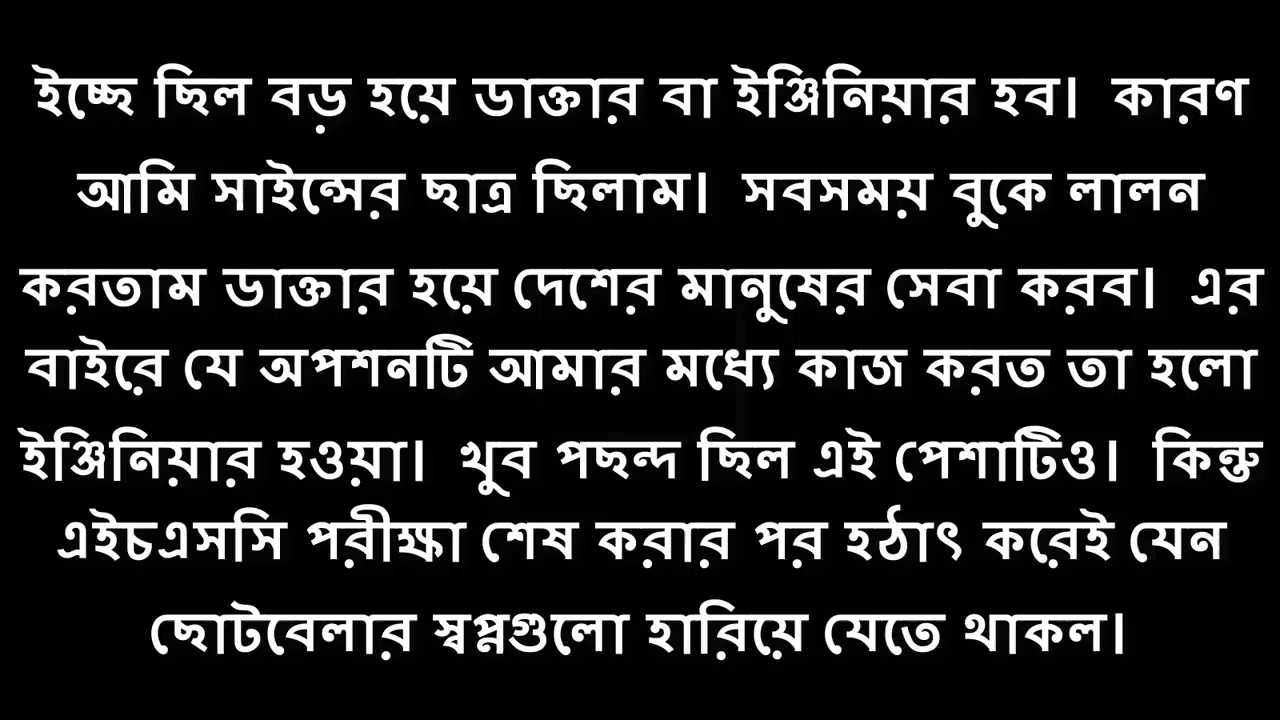 ইচ্ছে ছিল বড় হয়ে ডাক্তার বা ইঞ্জিনিয়ার হব। কারণ
আমি সাইন্সের ছাত্র ছিলাম। সবসময় বুকে লালন
করতাম ডাক্তার হয়ে দেশের মানুষের সেবা করব। এর
বাইরে যে অপশনটি আমার মধ্যে কাজ করত তা হলো
ইঞ্জিনিয়ার হওয়া। খুব পছন্দ ছিল এই পেশাটিও। কিন্তু
এইচএসসি পরীক্ষা শেষ করার পর হঠাৎ করেই যেন
ছোটবেলার স্বপ্নগুলো হারিয়ে যেতে থাকল।